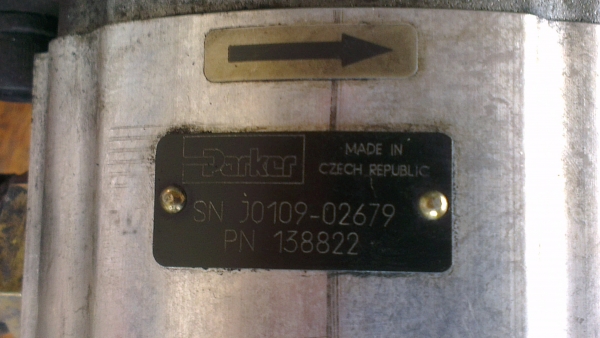 Parker
MADE IN
CZECH REPUBLIC
SN J0109-02679
PN 138822